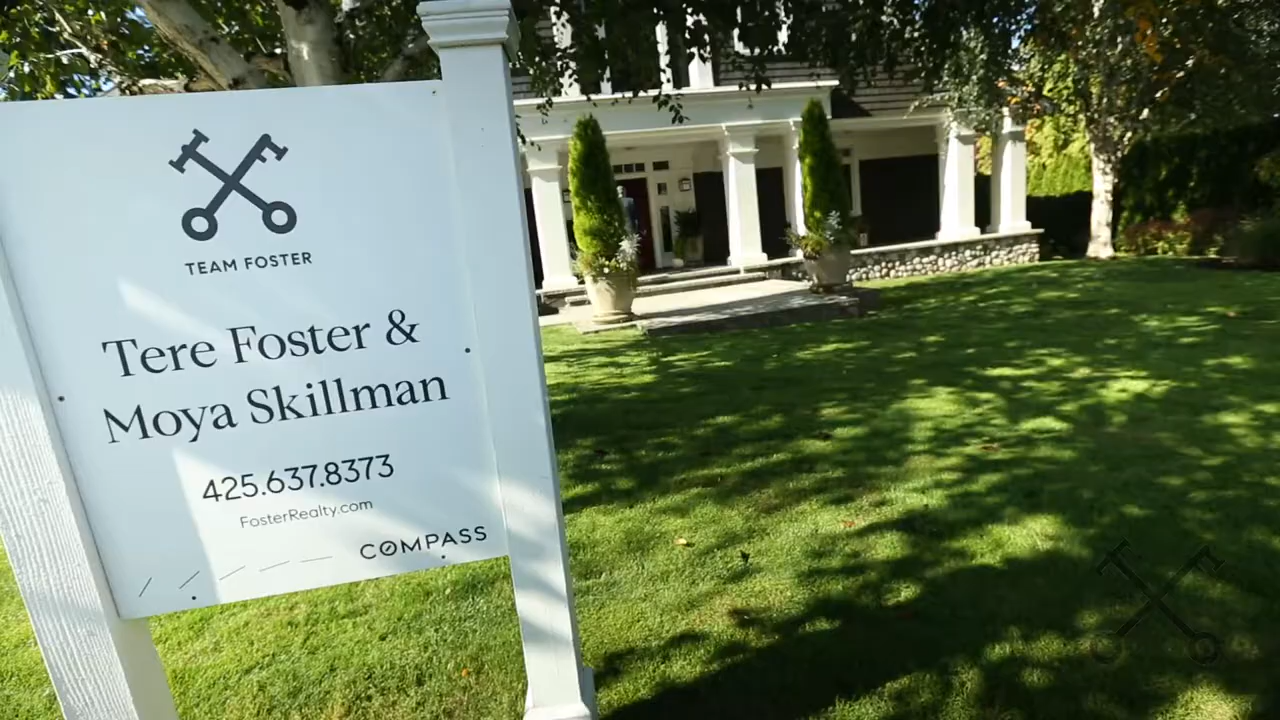 TEAM FOSTER
Tere Foster &
Moya Skillman
425.637.8373
FosterRealty.com
COMPASS